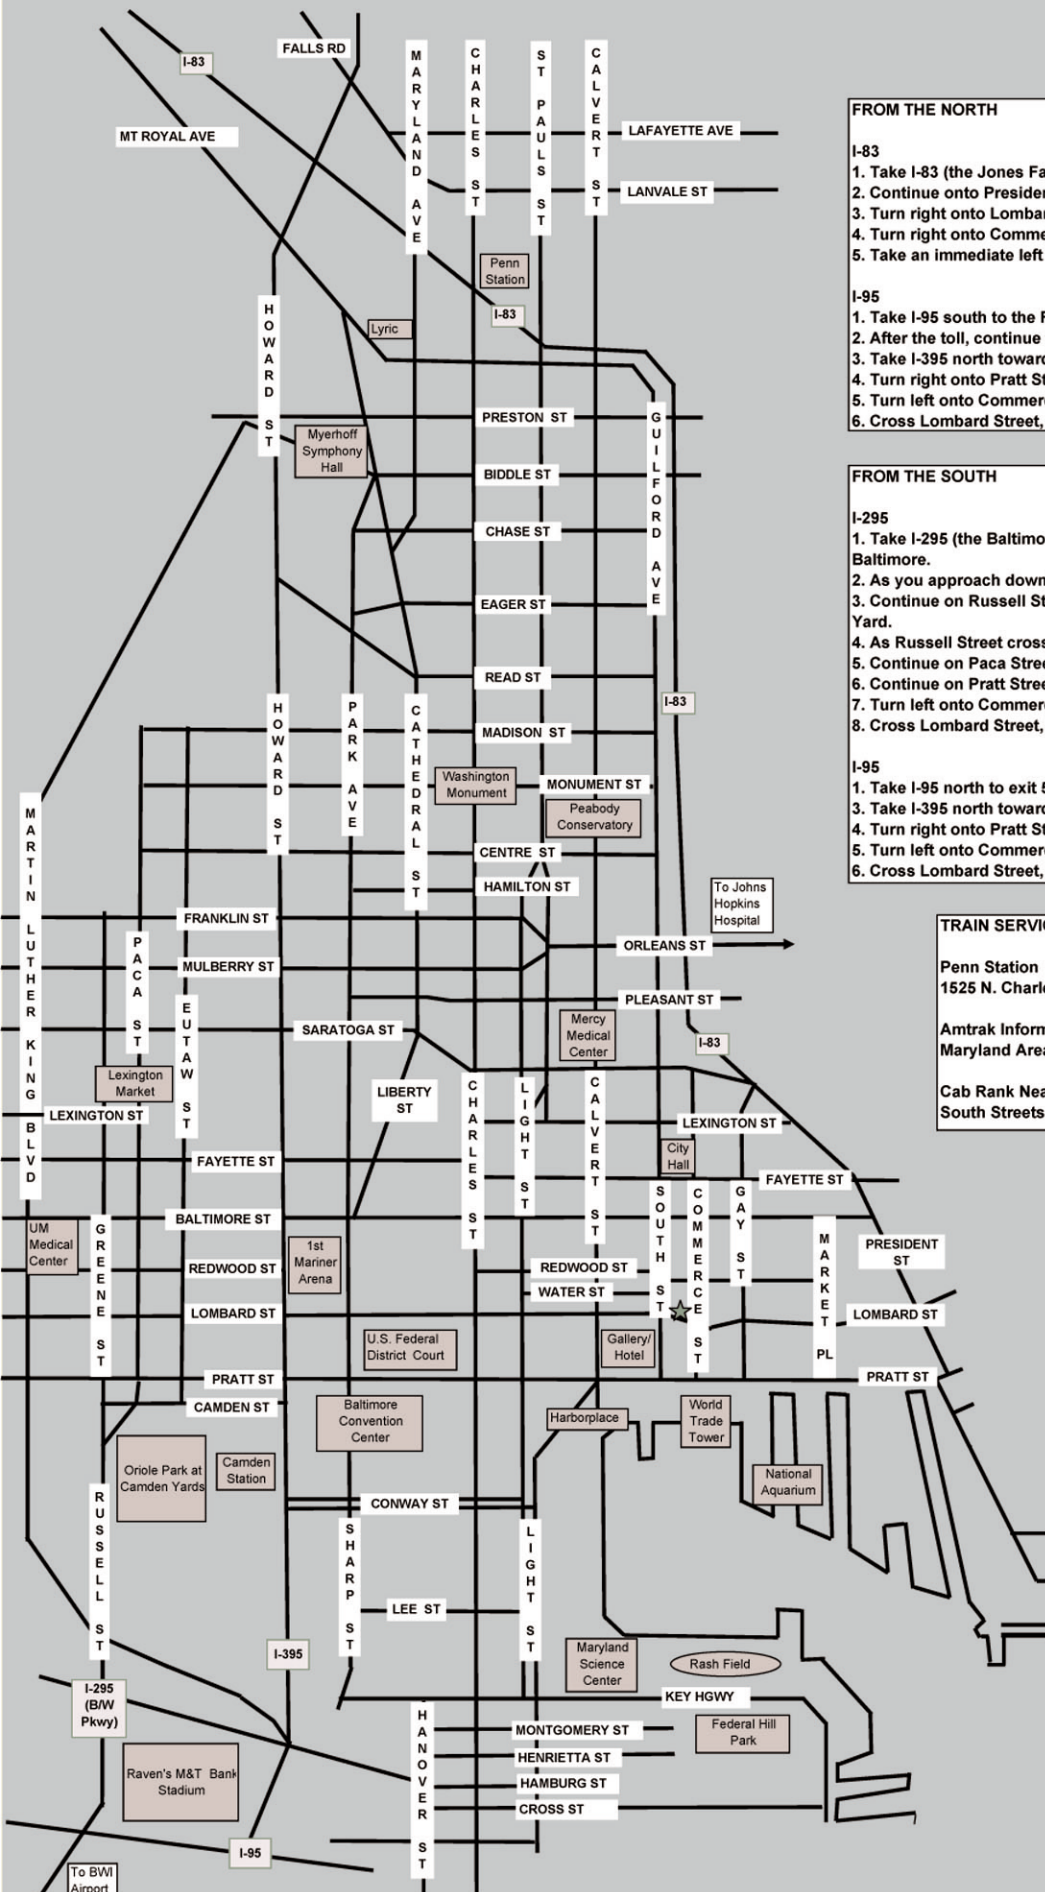 FALLS RD
I-83
MT ROYAL AVE
MARYLAND AVE
CHARLES ST
ST PAULS ST
CALVERT ST
LAFAYETTE AVE
LANVALE ST
Penn
Station
I-83
HOWARD ST
Lyric
PRESTON ST
GUILFORD AVE
Myerhoff
Symphony
Hall
BIDDLE ST
CHASE ST
EAGER ST
READ ST
I-83
HOWARD ST
PARK AVE
CATHEDRAL ST
MADISON ST
Washington
Monument
MONUMENT ST
Peabody
Conservatory
MARTIN LUTHER KING BLVD
CENTRE ST
HAMILTON ST
To Johns
Hopkins
Hospital
FRANKLIN ST
ORLEANS ST
PACA ST
MULBERRY ST
EUTAW ST
PLEASANT ST
SARATOGA ST
Mercy
Medical
Center
I-83
Lexington
Market
LIBERTY
ST
CHARLES ST
LIGHT ST
CALVERT ST
LEXINGTON ST
LEXINGTON ST
City
Hall
FAYETTE ST
FAYETTE ST
SOUTH ST
COMMERCE ST
GAY ST
BALTIMORE ST
UM
Medical
Center
GREENE ST
1st
Mariner
Arena
MARKET PL
PRESIDENT
ST
REDWOOD ST
REDWOOD ST
WATER ST
LOMBARD ST
LOMBARD ST
U.S. Federal
District Court
Gallery/
Hotel
PRATT ST
PRATT ST
CAMDEN ST
Baltimore
Convention
Center
Harborplace
World
Trade
Tower
Oriole Park at
Camden Yards
Camden
Station
National
Aquarium
RUSSELL ST
CONWAY ST
SHARP ST
LIGHT ST
LEE ST
I-395
Maryland
Science
Center
Rash Field
I-295
(B/W
Pkwy)
KEY HGWY
HANOVER ST
MONTGOMERY ST
Federal Hill
Park
HENRIETTA ST
Raven's M&T Bank
Stadium
HAMBURG ST
CROSS ST
I-95
To BWI
Airport
FROM THE NORTH
I-83
1. Take I-83 (the Jones Fa
2. Continue onto Presiden
3. Turn right onto Lombar
4. Turn right onto Comme
5. Take an immediate left
I-95
1. Take I-95 south to the F
2. After the toll, continue
3. Take I-395 north toward
4. Turn right onto Pratt St
5. Turn left onto Commerc
6. Cross Lombard Street,
FROM THE SOUTH
I-295
1. Take I-295 (the Baltimo
Baltimore.
2. As you approach down
3. Continue on Russell St
Yard.
4. As Russell Street cross
5. Continue on Paca Stree
6. Continue on Pratt Stree
7. Turn left onto Commerc
8. Cross Lombard Street,
I-95
1. Take I-95 north to exit 5
3. Take I-395 north toward
4. Turn right onto Pratt St
5. Turn left onto Commerc
6. Cross Lombard Street,
TRAIN SERVIC
Penn Station
1525 N. Charle
Amtrak Inform
Maryland Area
Cab Rank Nea
South Streets